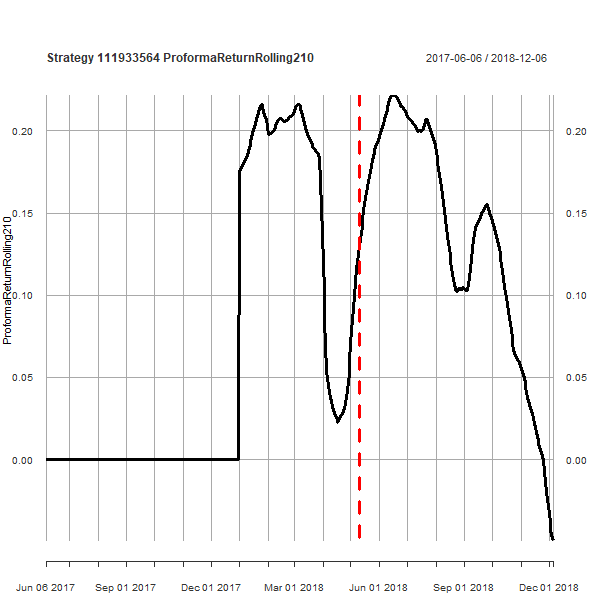 Strategy 111933564 ProformaReturnRolling210
2017-06-06 / 2018-12-06
ProformaReturnRolling210
0.20
0.15
0.10
0.05
0.00
0.20
0.15
0.10
0.05
0.00
Jun 06 2017
Sep 01 2017
Dec 01 2017
Mar 01 2018
Jun 01 2018
Sep 01 2018
Dec 01 2018